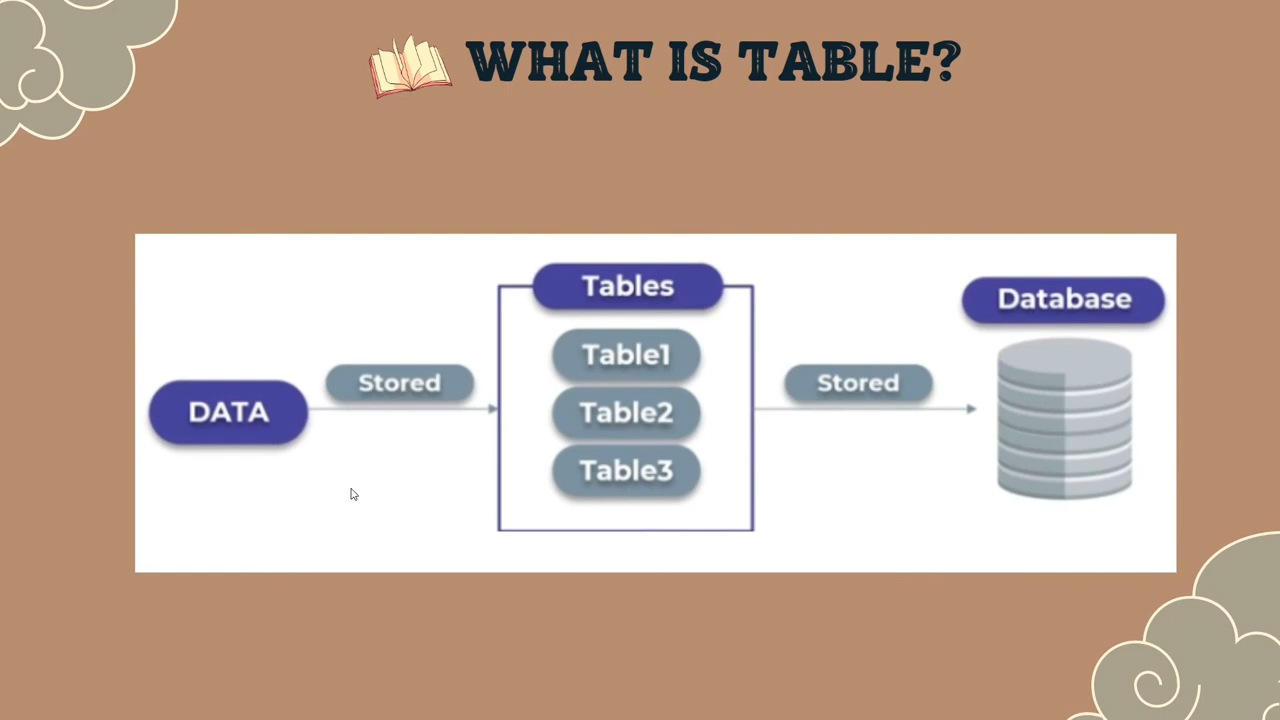 WHAT IS TABLE?
Tables
Database
Table1
Stored
Stored
DATA
Table2
Table3